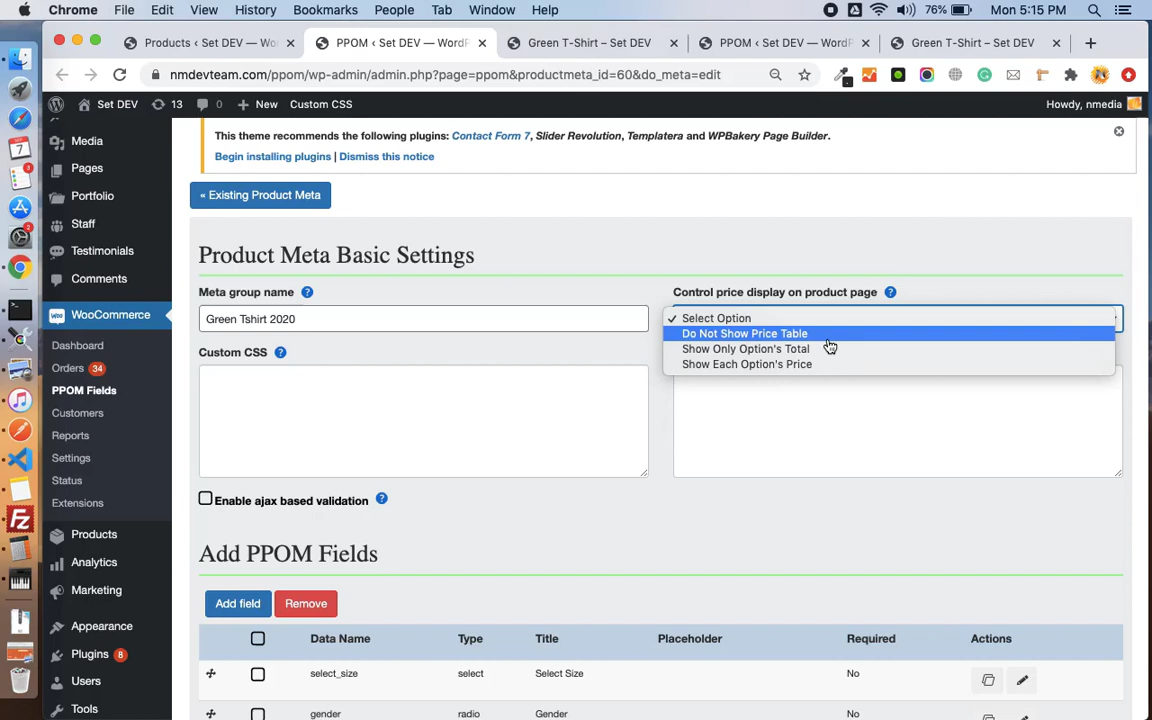 Chrome File Edit View History Bookmarks People Tab Window Help 76% Mon 5:15 PM
Products ‹ Set DEV — Wo PPOM ‹ Set DEV — WordP Green T-Shirt – Set DEV PPOM ‹ Set DEV — WordP Green T-Shirt – Set DEV
nmdevteam.com/ppom/wp-admin/admin.php?page=ppom&productmeta_id=60&do_meta=edit
Set DEV 13 0 New Custom CSS Howdy, nmedia
This theme recommends the following plugins: Contact Form 7, Slider Revolution, Templatera and WPBakery Page Builder.
Begin installing plugins | Dismiss this notice
Media
Pages
Portfolio
Staff
Testimonials
Comments
WooCommerce
Dashboard
Orders 34
PPOM Fields
Customers
Reports
Settings
Status
Extensions
Products
Analytics
Marketing
Appearance
Plugins 8
Users
Tools
« Existing Product Meta
Product Meta Basic Settings
Meta group name ?
Green Tshirt 2020
Control price display on product page ?
✓ Select Option
Do Not Show Price Table
Show Only Option's Total
Show Each Option's Price
Custom CSS ?
Enable ajax based validation ?
Add PPOM Fields
Add field Remove
Data Name Type Title Placeholder Required Actions
select_size select Select Size No
gender radio Gender No